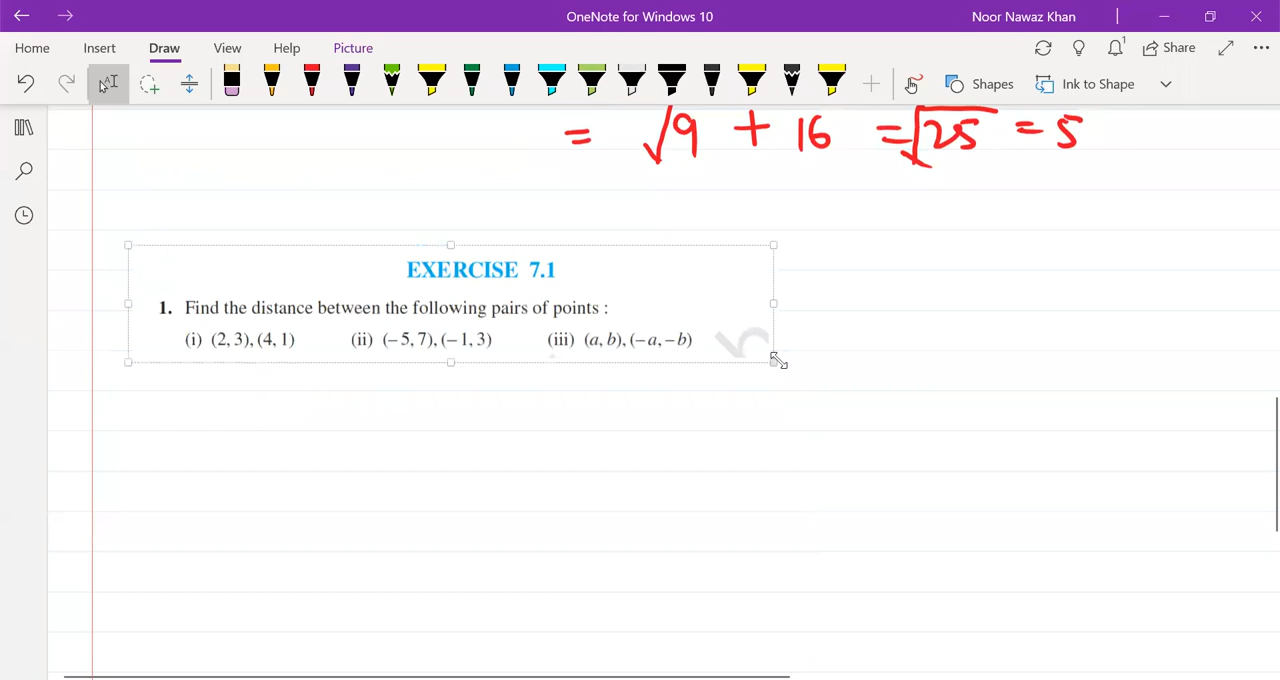 OneNote for Windows 10
Noor Nawaz Khan
Home Insert Draw View Help Picture
1 Share
Shapes Ink to Shape
= √9 + 16 = √25 = 5
EXERCISE 7.1
1. Find the distance between the following pairs of points :
(i) (2, 3), (4, 1) (ii) (– 5, 7), (– 1, 3) (iii) (a, b), (– a, – b)